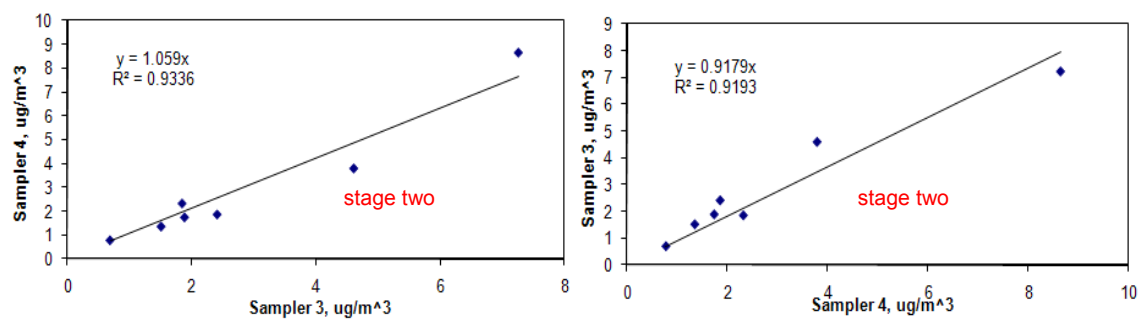 10
9
8
7
6
5
4
3
2
1
0
Sampler 4, ug/m^3
y = 1.059x
R² = 0.9336
stage two
0 2 4 6 8
Sampler 3, ug/m^3
9
8
7
6
5
4
3
2
1
0
Sampler 3, ug/m^3
y = 0.9179x
R² = 0.9193
stage two
0 2 4 6 8 10
Sampler 4, ug/m^3